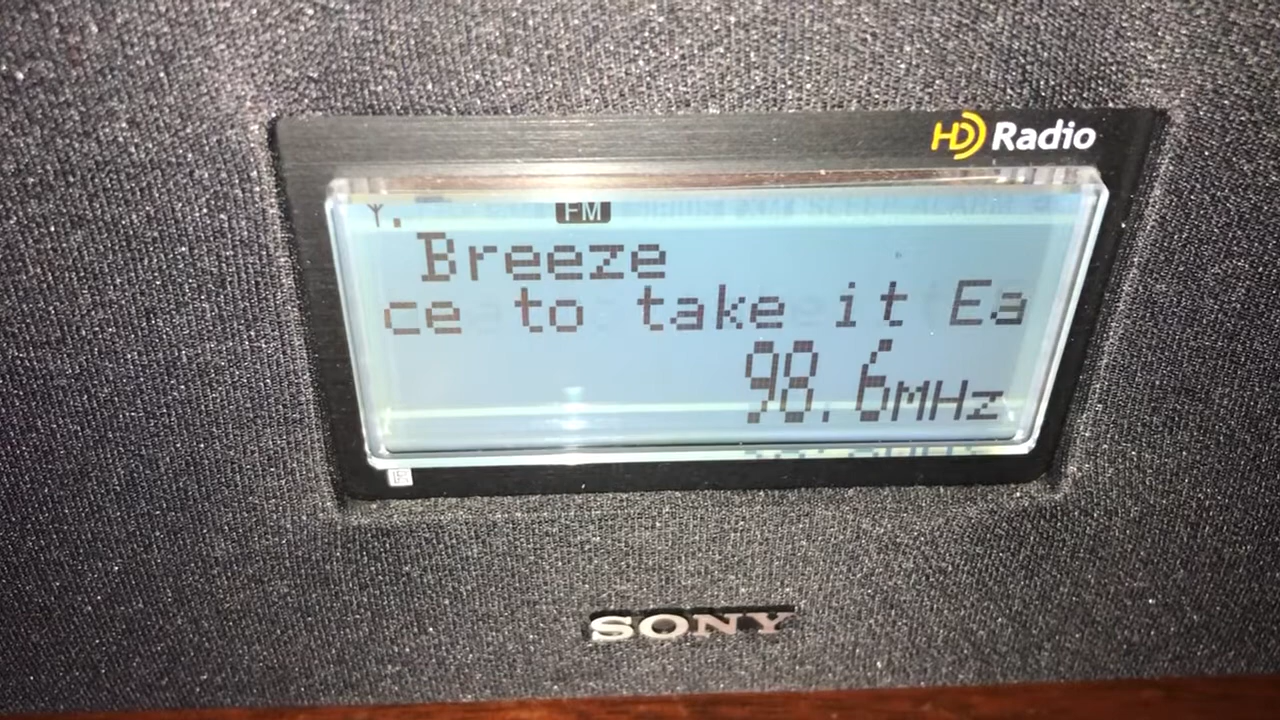 HD Radio
FM
Breeze
ce to take it Ea
98.6MHz
SONY